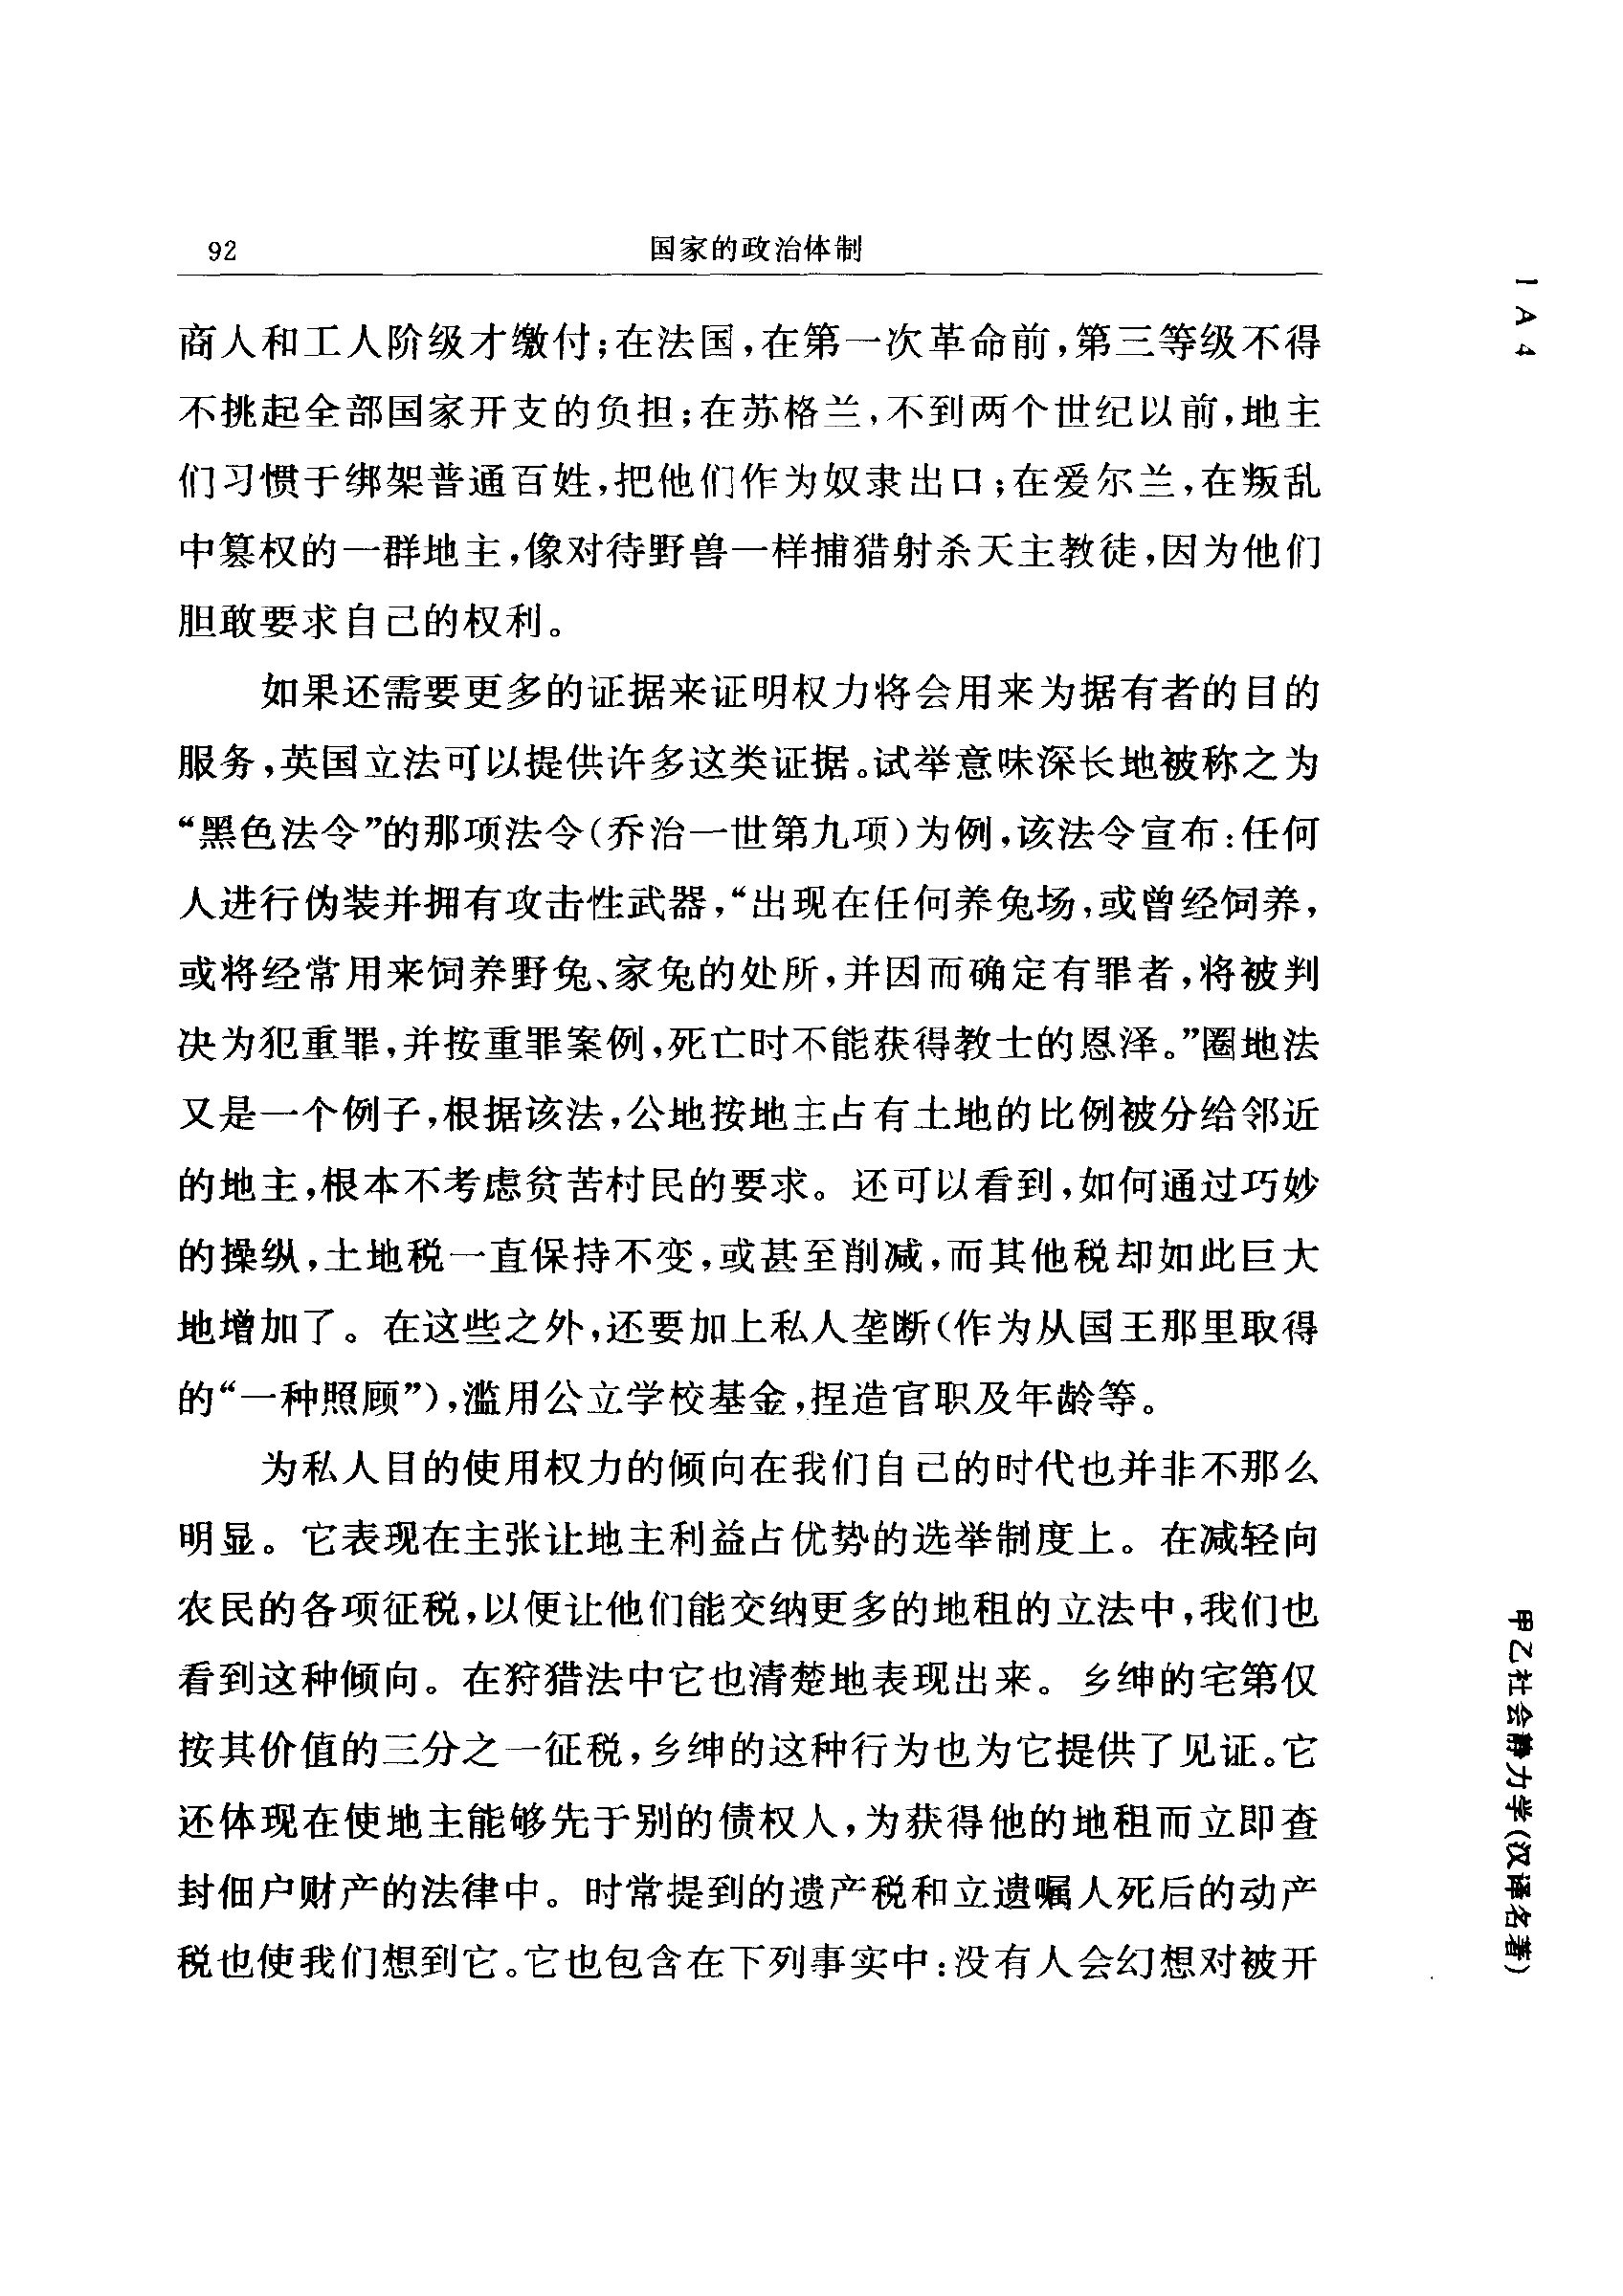 92 国家的政治体制
商人和工人阶级才缴付;在法国,在第一次革命前,第三等级不得
不挑起全部国家开支的负担;在苏格兰,不到两个世纪以前,地主
们习惯于绑架普通百姓,把他们作为奴隶出口;在爱尔兰,在叛乱
中篡权的一群地主,像对待野兽一样捕猎射杀天主教徒,因为他们
胆敢要求自己的权利。
如果还需要更多的证据来证明权力将会用来为据有者的目的
服务,英国立法可以提供许多这类证据。试举意味深长地被称之为
“黑色法令”的那项法令(乔治一世第九项)为例,该法令宣布:任何
人进行伪装并拥有攻击性武器,“出现在任何养兔场,或曾经饲养,
或将经常用来饲养野兔、家兔的处所,并因而确定有罪者,将被判
决为犯重罪,并按重罪案例,死亡时不能获得教士的恩泽。”圈地法
又是一个例子,根据该法,公地按地主占有土地的比例被分给邻近
的地主,根本不考虑贫苦村民的要求。还可以看到,如何通过巧妙
的操纵,土地税一直保持不变,或甚至削减,而其他税却如此巨大
地增加了。在这些之外,还要加上私人垄断(作为从国王那里取得
的“一种照顾”),滥用公立学校基金,捏造官职及年龄等。
为私人目的使用权力的倾向在我们自己的时代也并非不那么
明显。它表现在主张让地主利益占优势的选举制度上。在减轻向
农民的各项征税,以便让他们能交纳更多的地租的立法中,我们也
看到这种倾向。在狩猎法中它也清楚地表现出来。乡绅的宅第仅
按其价值的三分之一征税,乡绅的这种行为也为它提供了见证。它
还体现在使地主能够先于别的债权人,为获得他的地租而立即查
封佃户财产的法律中。时常提到的遗产税和立遗嘱人死后的动产
税也使我们想到它。它也包含在下列事实中:没有人会幻想对被开
1 A 4
甲乙社会静力学(汉译名著)